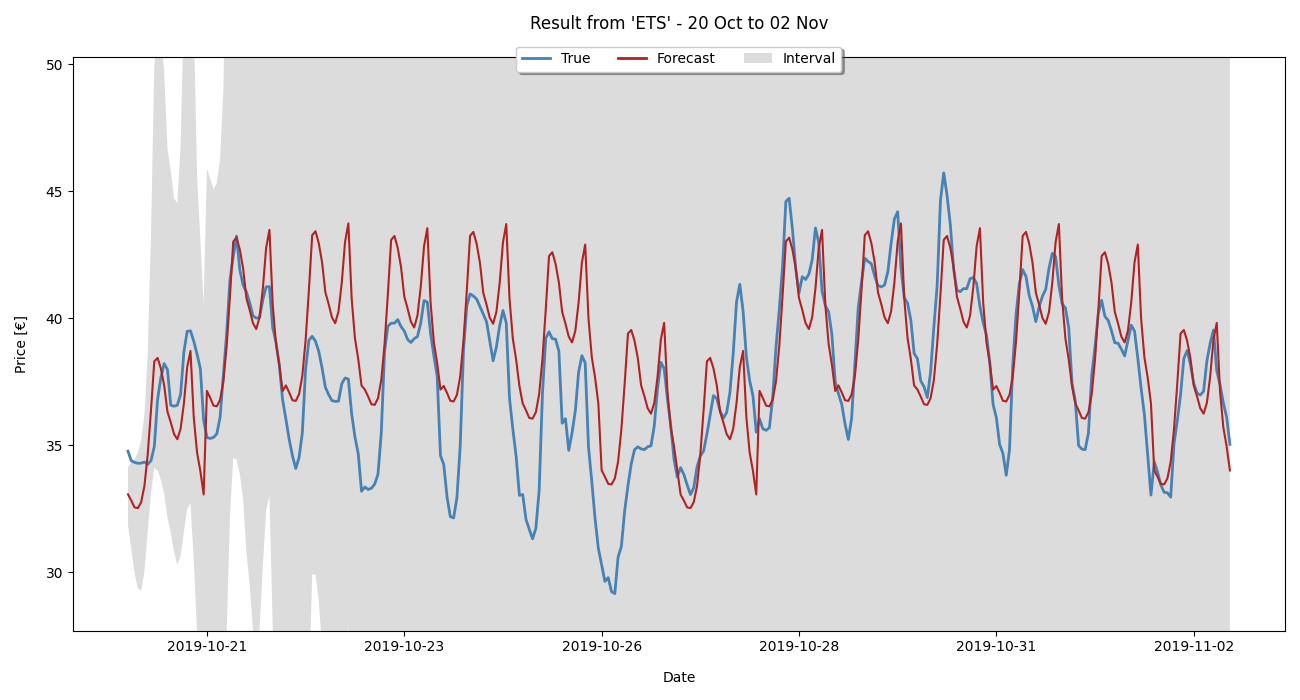 Result from 'ETS' - 20 Oct to 02 Nov
True Forecast Interval
50
45
40
35
30
Price [€]
2019-10-21 2019-10-23 2019-10-26 2019-10-28 2019-10-31 2019-11-02
Date